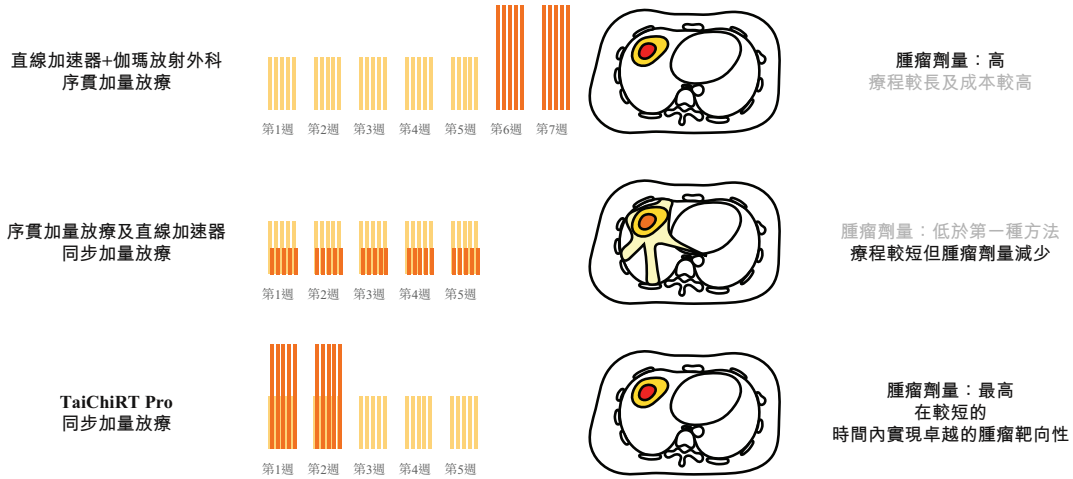 直線加速器+伽瑪放射外科
序貫加量放療
第1週 第2週 第3週 第4週 第5週 第6週 第7週
腫瘤劑量：高
療程較長及成本較高
序貫加量放療及直線加速器
同步加量放療
第1週 第2週 第3週 第4週 第5週
腫瘤劑量：低於第一種方法
療程較短但腫瘤劑量減少
TaiChiRT Pro
同步加量放療
第1週 第2週 第3週 第4週 第5週
腫瘤劑量：最高
在較短的
時間內實現卓越的腫瘤靶向性